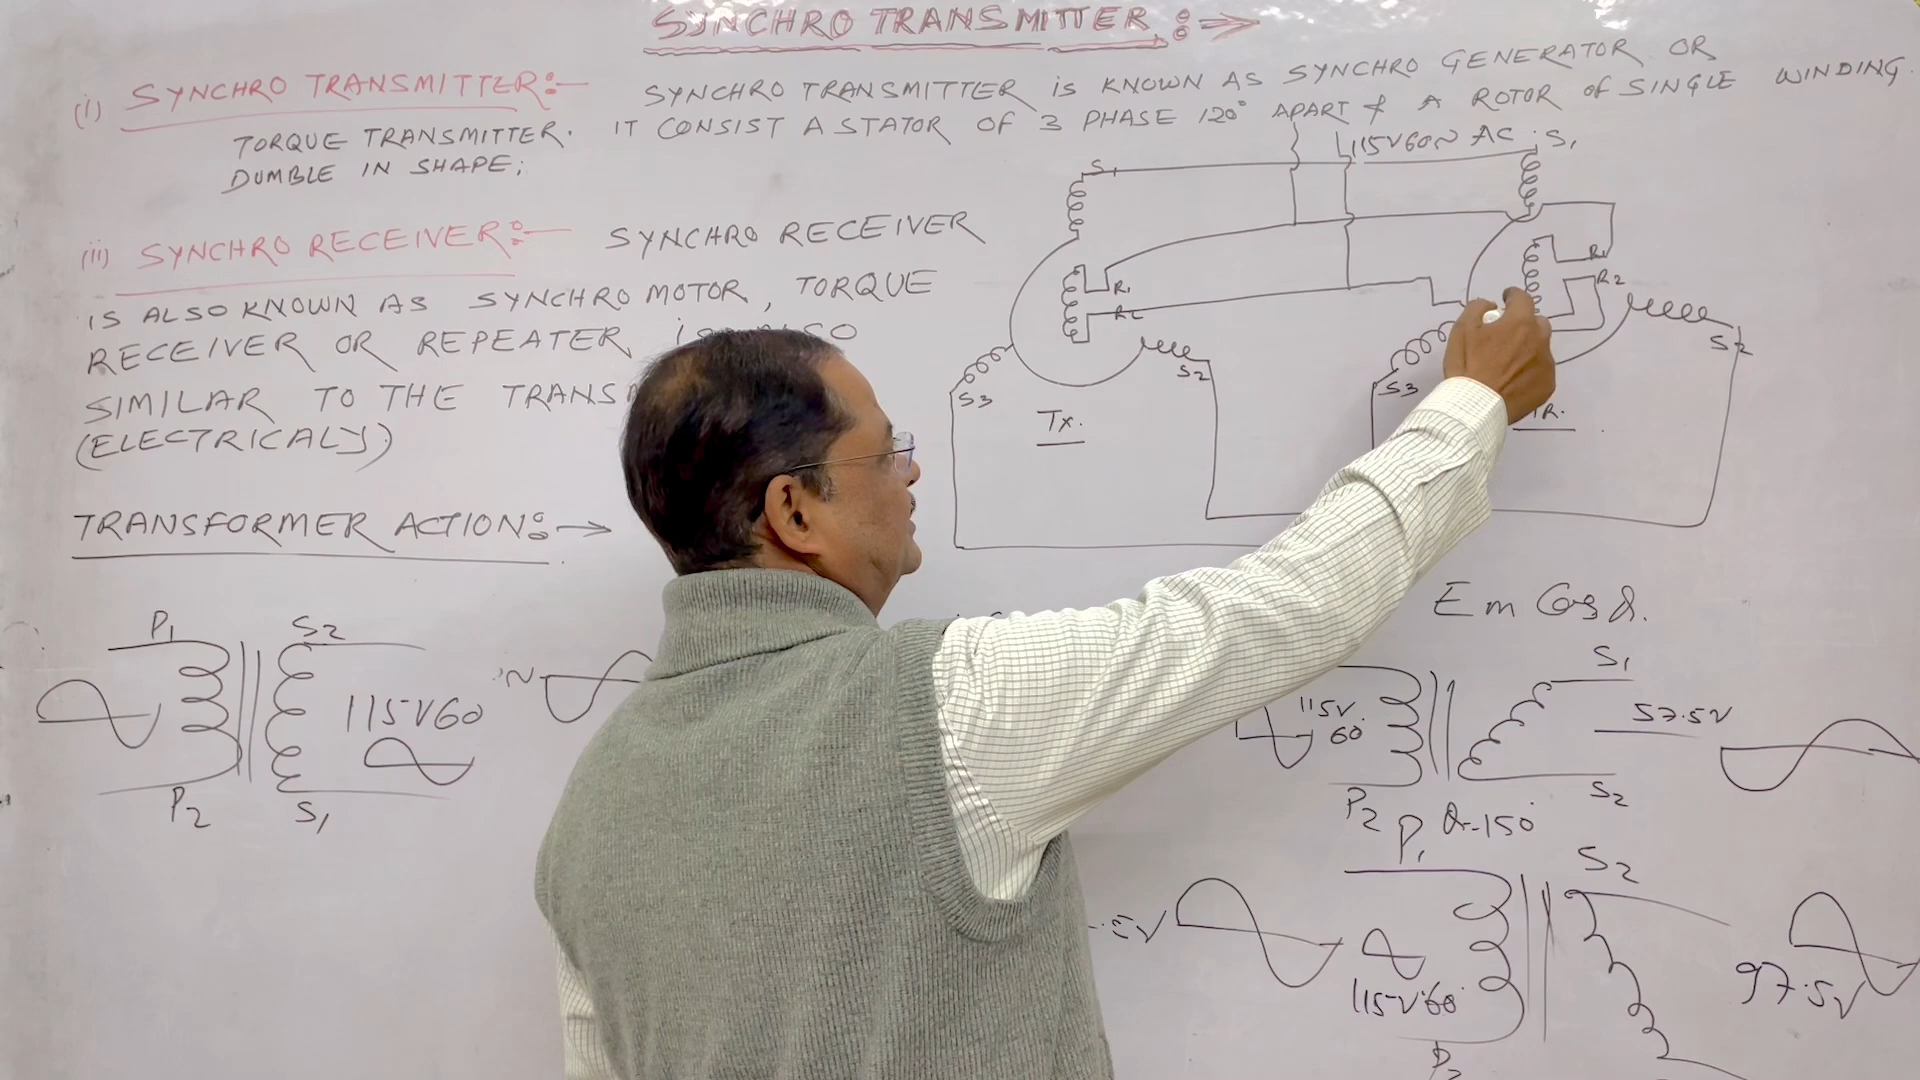 SYNCHRO TRANSMITTER:⇒
(i) SYNCHRO TRANSMITTER:— SYNCHRO TRANSMITTER is KNOWN AS SYNCHRO GENERATOR OR
TORQUE TRANSMITTER. IT CONSIST A STATOR OF 3 PHASE 120° APART & A ROTOR of SINGLE WINDING.
DUMBLE IN SHAPE;
(ii) SYNCHRO RECEIVER:— SYNCHRO RECEIVER
IS ALSO KNOWN AS SYNCHRO MOTOR, TORQUE
RECEIVER OR REPEATER,
SIMILAR TO THE
(ELECTRICALY)
115V60~ AC
S1
S1
R1
R2
S3
S2
Tx.
R1
R2
S3
S2
TR.
TRANSFORMER ACTION:→
P1
S2
115V60
P2
S1
Em Cos
S1
115V
60
57.5V
P2
S2
150
P1
S2
115V60
97.5V